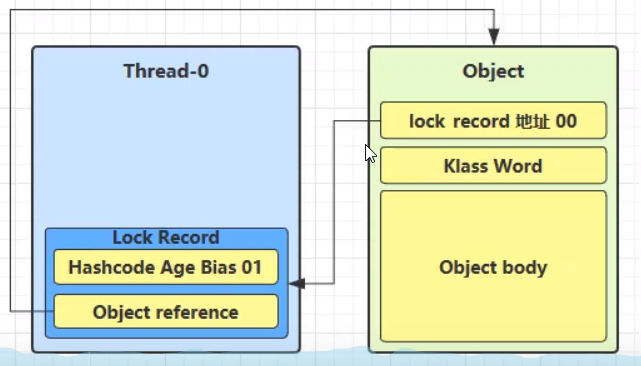 Thread-0
Lock Record
Hashcode Age Bias 01
Object reference
Object
lock record 地址 00
Klass Word
Object body